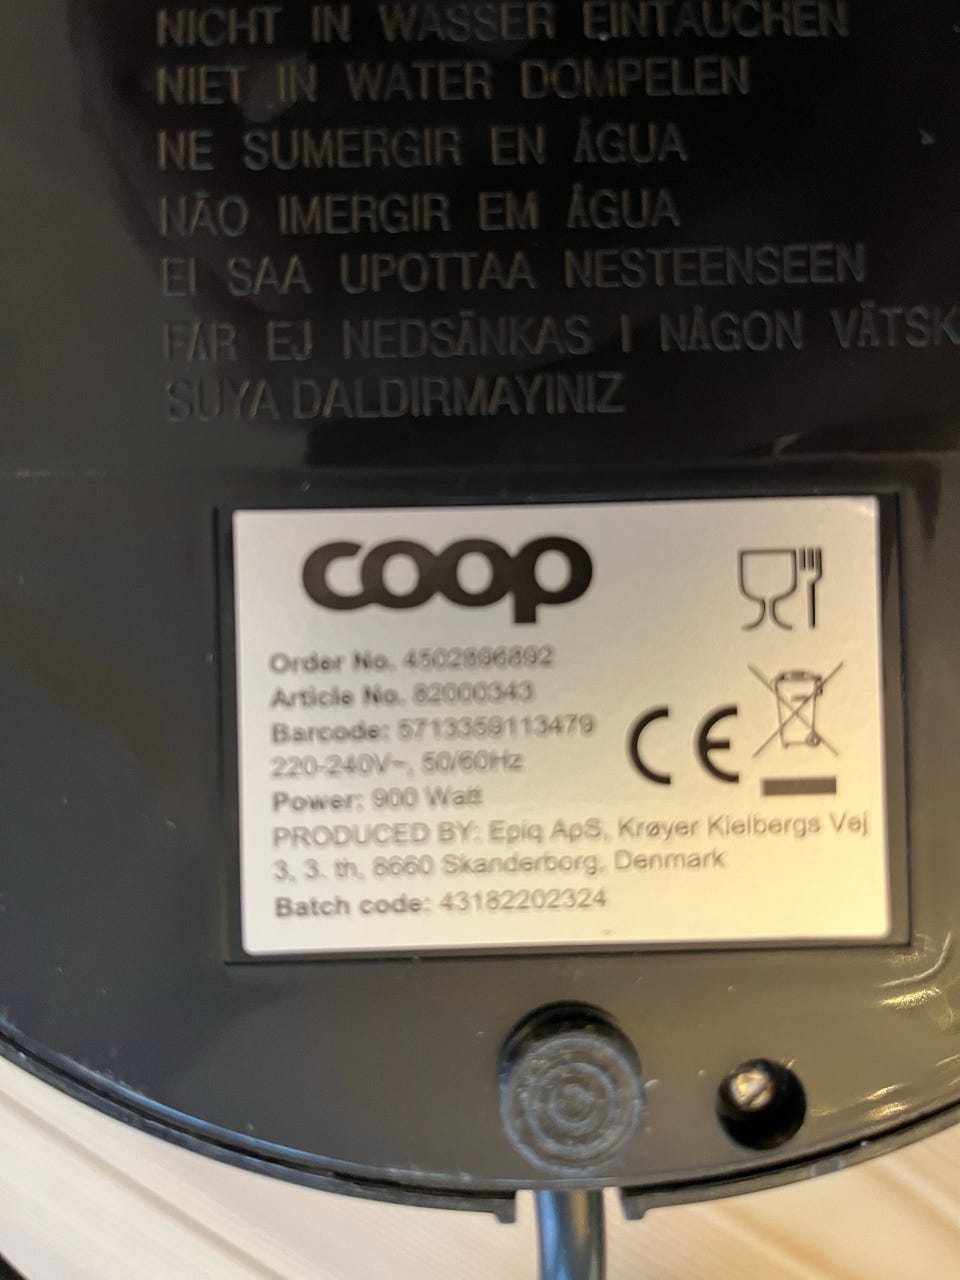 NICHT IN WASSER EINTAUCHEN
NIET IN WATER DOMPELEN
NE SUMERGIR EN ÅGUA
NÃO IMERGIR EM ÅGUA
EI SAA UPOTTAA NESTEENSEEN
FÅR EJ NEDSÄNKAS I NÅGON VÄTSK
SUYA DALDIRMAYINIZ
coop
Order No. 4502896892
Article No. 82000343
Barcode: 5713359113479
220-240V~, 50/60Hz
Power: 900 Watt
CE
PRODUCED BY: Epiq ApS, Krøyer Kielbergs Vej
3, 3. th, 8660 Skanderborg, Denmark
Batch code: 43182202324